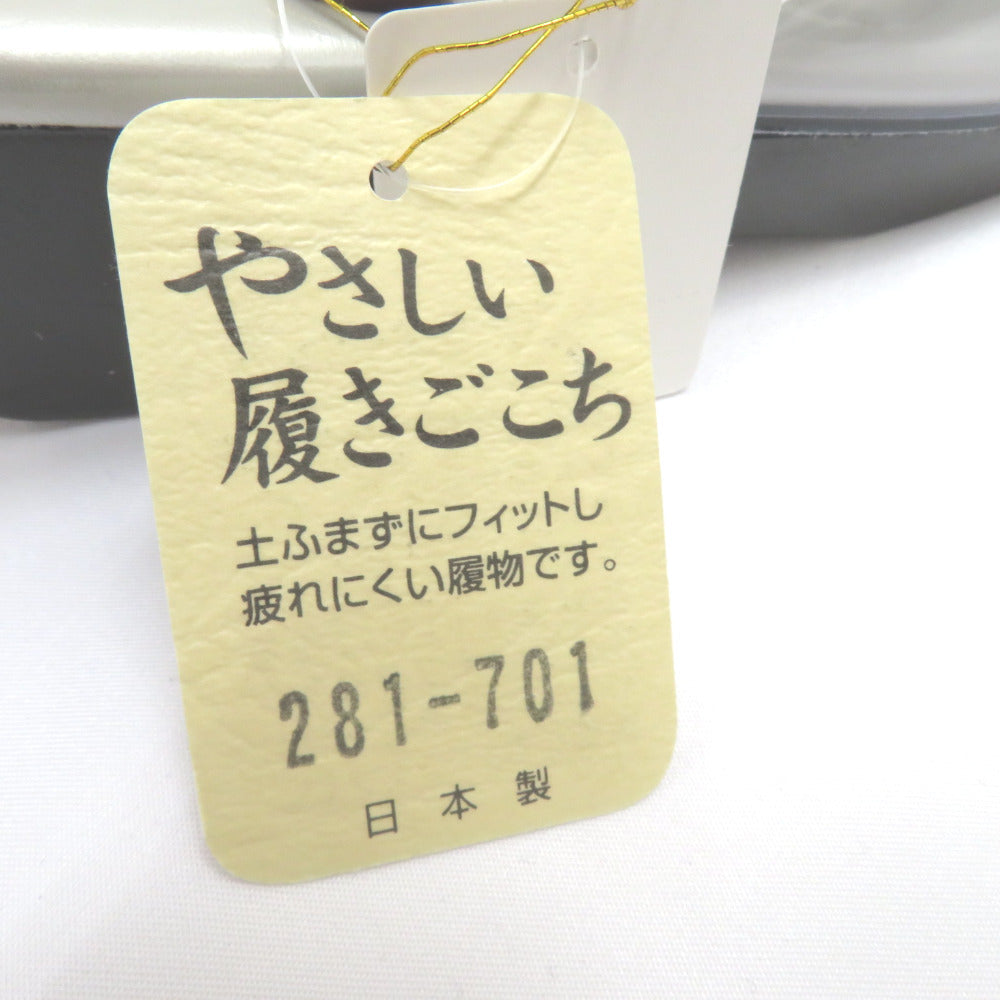 やさしい
履きごこち
土ふまずにフィットし
疲れにくい履物です。
281-701
日本製